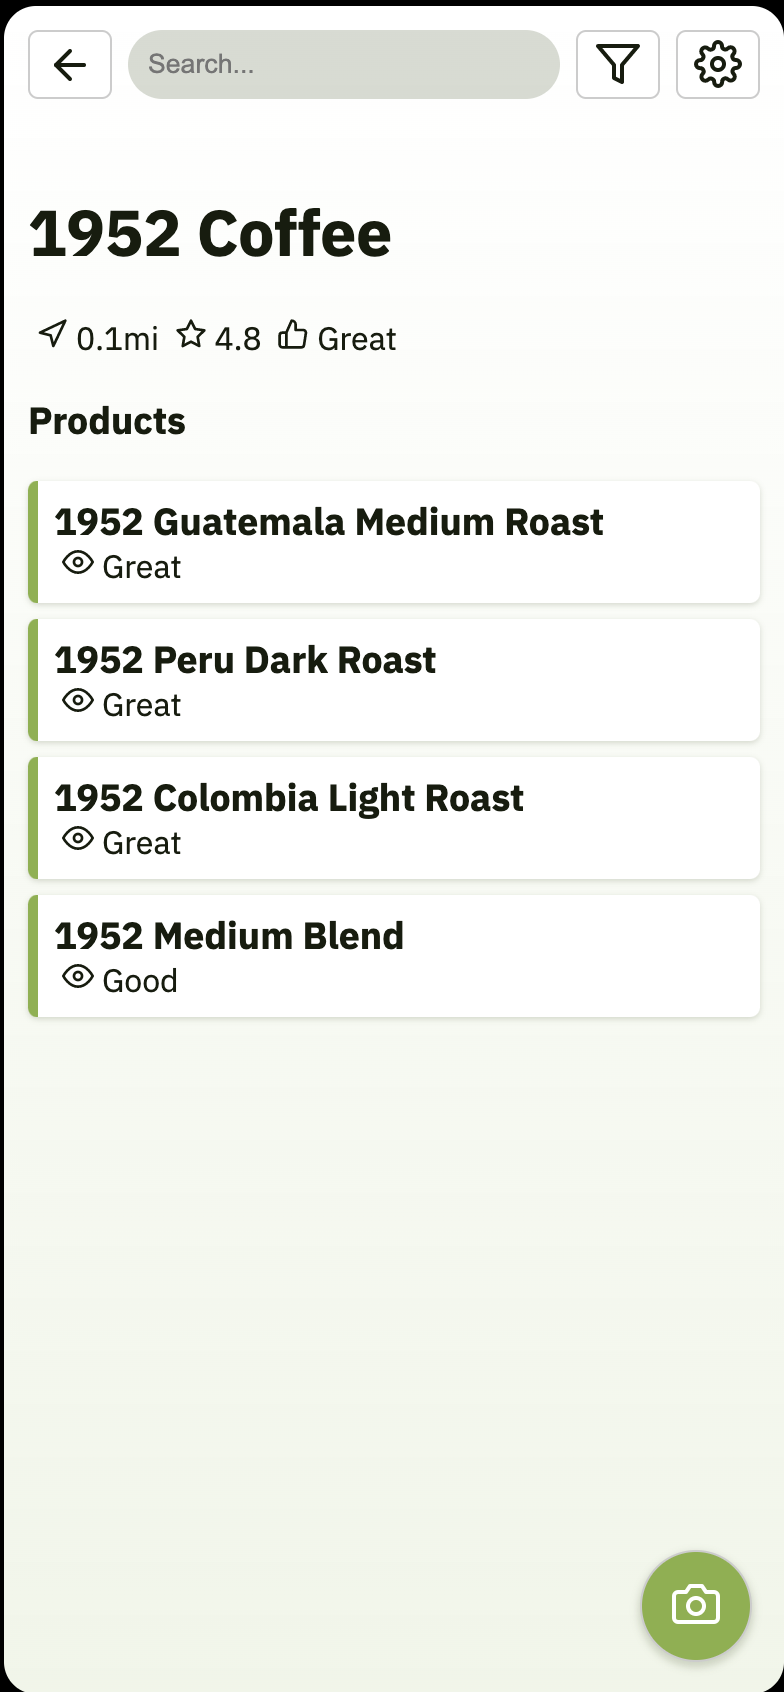 Search...
1952 Coffee
0.1mi 4.8 Great
Products
1952 Guatemala Medium Roast
Great
1952 Peru Dark Roast
Great
1952 Colombia Light Roast
Great
1952 Medium Blend
Good